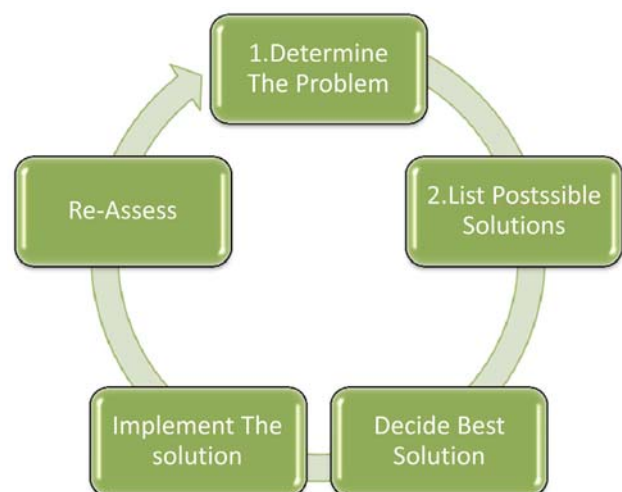 1.Determine
The Problem
2.List Postssible
Solutions
Decide Best
Solution
Implement The
solution
Re-Assess